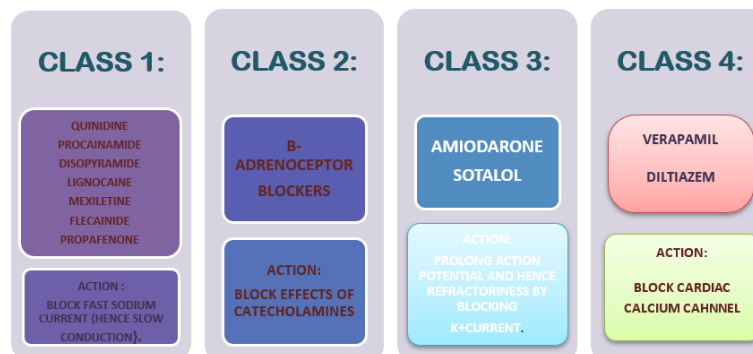 CLASS 1:
QUINIDINE
PROCAINAMIDE
DISOPYRAMIDE
LIGNOCAINE
MEXILETINE
FLECAINIDE
PROPAFENONE
ACTION :
BLOCK FAST SODIUM
CURRENT (HENCE SLOW
CONDUCTION}.
CLASS 2:
B-
ADRENOCEPTOR
BLOCKERS
ACTION:
BLOCK EFFECTS OF
CATECHOLAMINES
CLASS 3:
AMIODARONE
SOTALOL
ACTION:
PROLONG ACTION
POTENTIAL AND HENCE
REFRACTORINESS BY
BLOCKING
K+CURRENT.
CLASS 4:
VERAPAMIL
DILTIAZEM
ACTION:
BLOCK CARDIAC
CALCIUM CAHNNEL